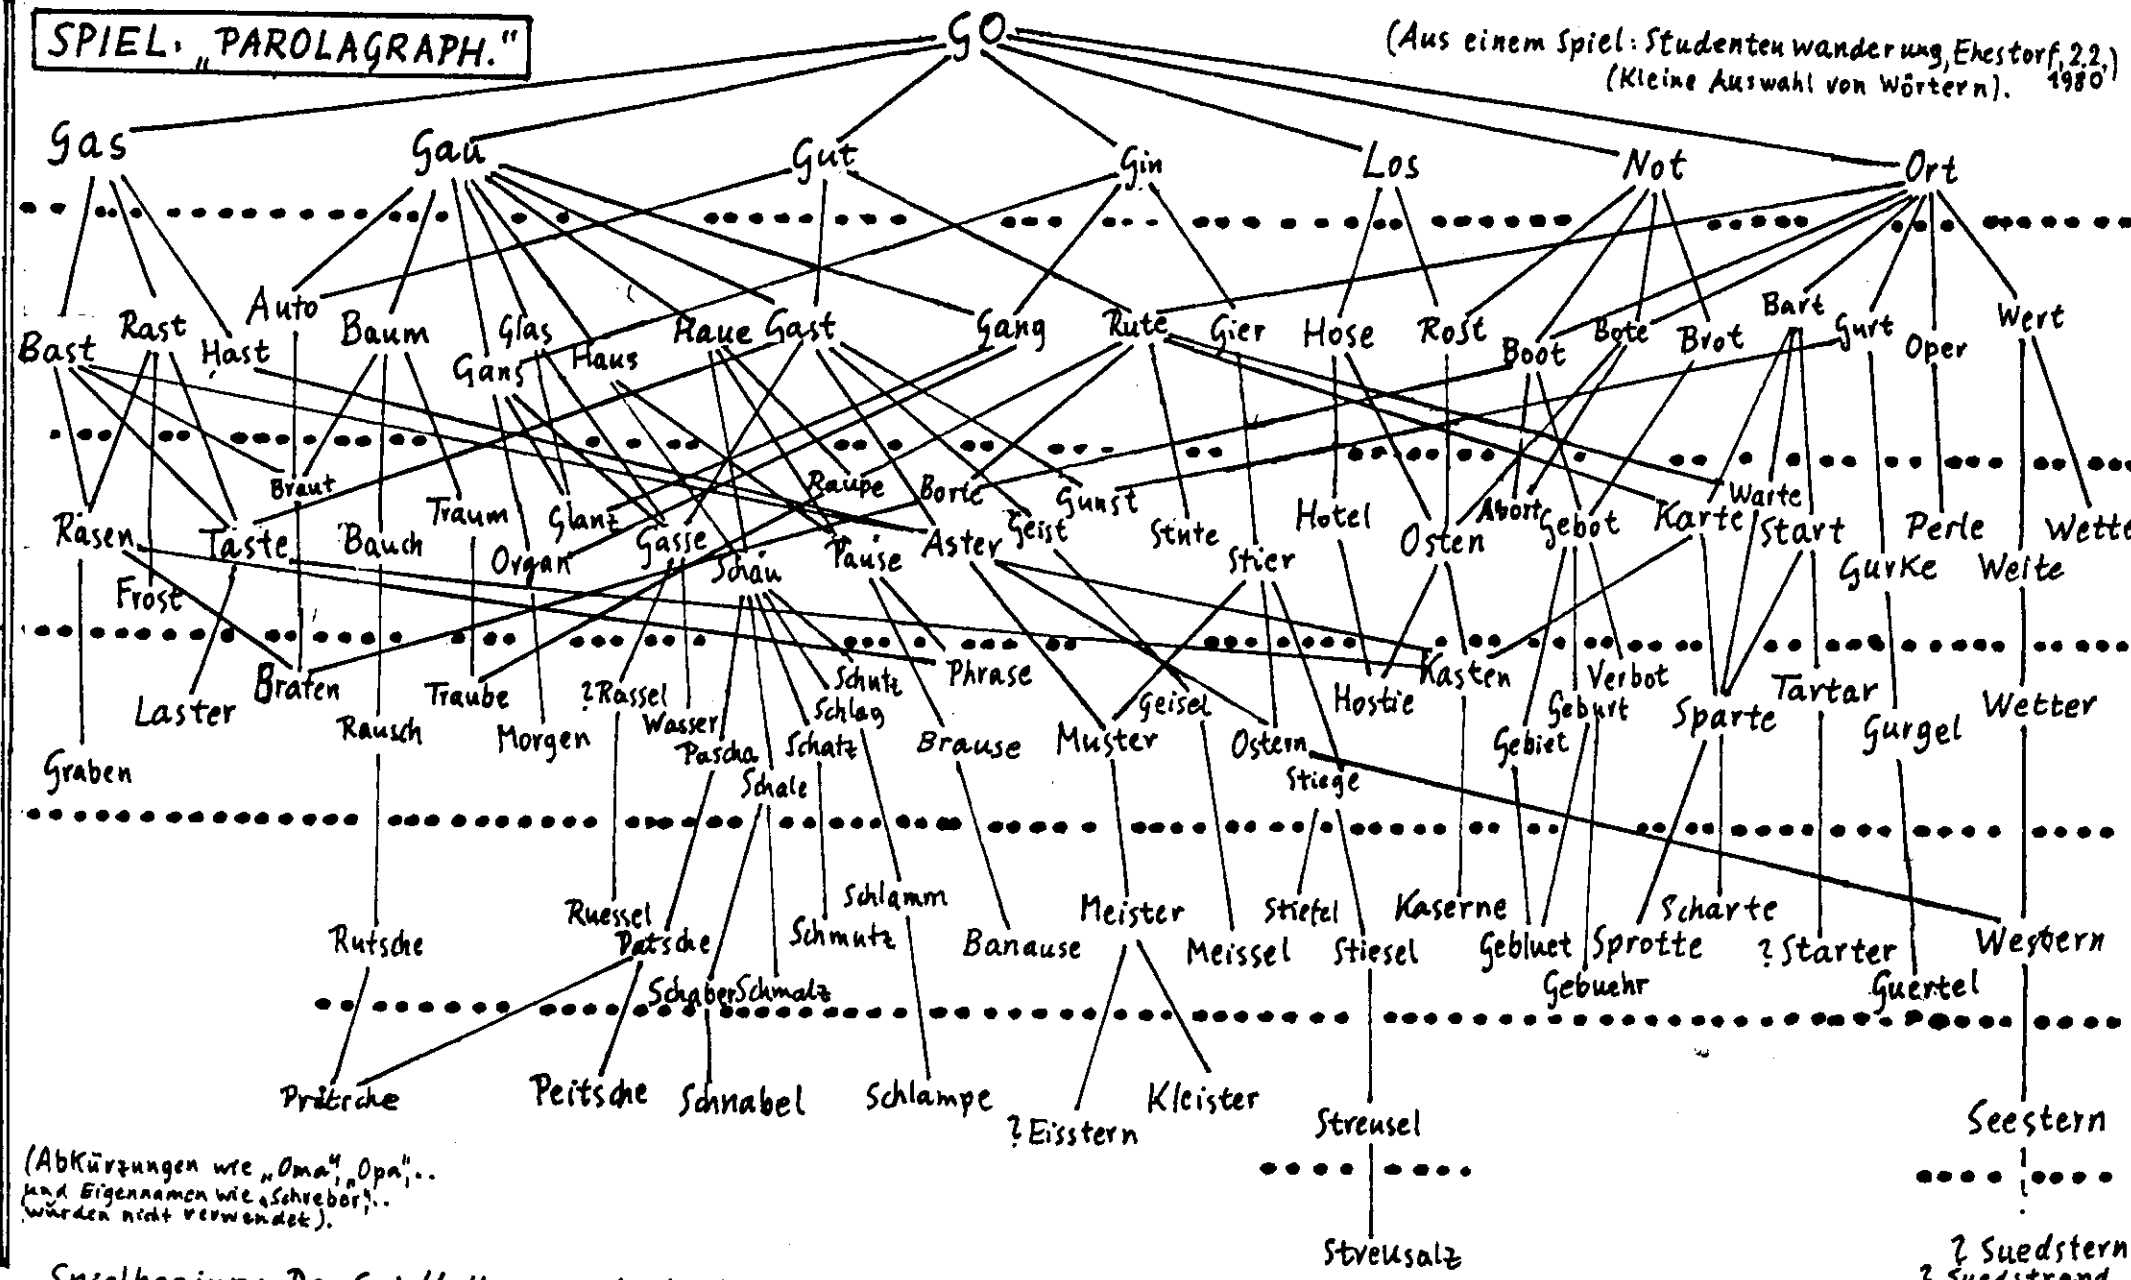 SPIEL: „PAROLAGRAPH."
GO
(Aus einem Spiel: Studentenwanderung, Ehestorf, 2.2.
1980)
(Kleine Auswahl von Wörtern).
Gas Gau Gut Gin Los Not Ort
Bast Rast Hast Auto Baum Gans Glas Haus Haue Gast Gang Rute Gier Hose Rost Boot Bote Brot Bart Gurt Oper Wert
Rasen Frost Taste Braut Bauch Traum Organ Glanz Gasse Schau Raupe Pause Borte Aster Geist Gunst Stute Stier Hotel Osten Abort Gebot Karte Warte Start Gurke Perle Weite Wette
Graben Laster Braten Rausch Traube Morgen ?Rassel Wasser Pascha Schale Schatz Schlag Schutz Brause Phrase Muster Geisel Ostern Stiege Hostie Kasten Gebiet Geburt Verbot Sparte Tartar Gurgel Wetter
Rutsche Ruessel Patsche Schaber Schmalz Schmutz Schlamm Banause Meister Meissel Stiefel Stiesel Kaserne Gebluet Gebuehr Sprotte Scharte ?Starter Guertel Western
Pritsche Peitsche Schnabel Schlampe ?Eisstern Kleister Streusel Seestern
(Abkürzungen wie „Oma", „Opa",..
und Eigennamen wie „Schrebor",..
würden nicht verwendet).
Streusalz
? Suedstern
? Suedstrand